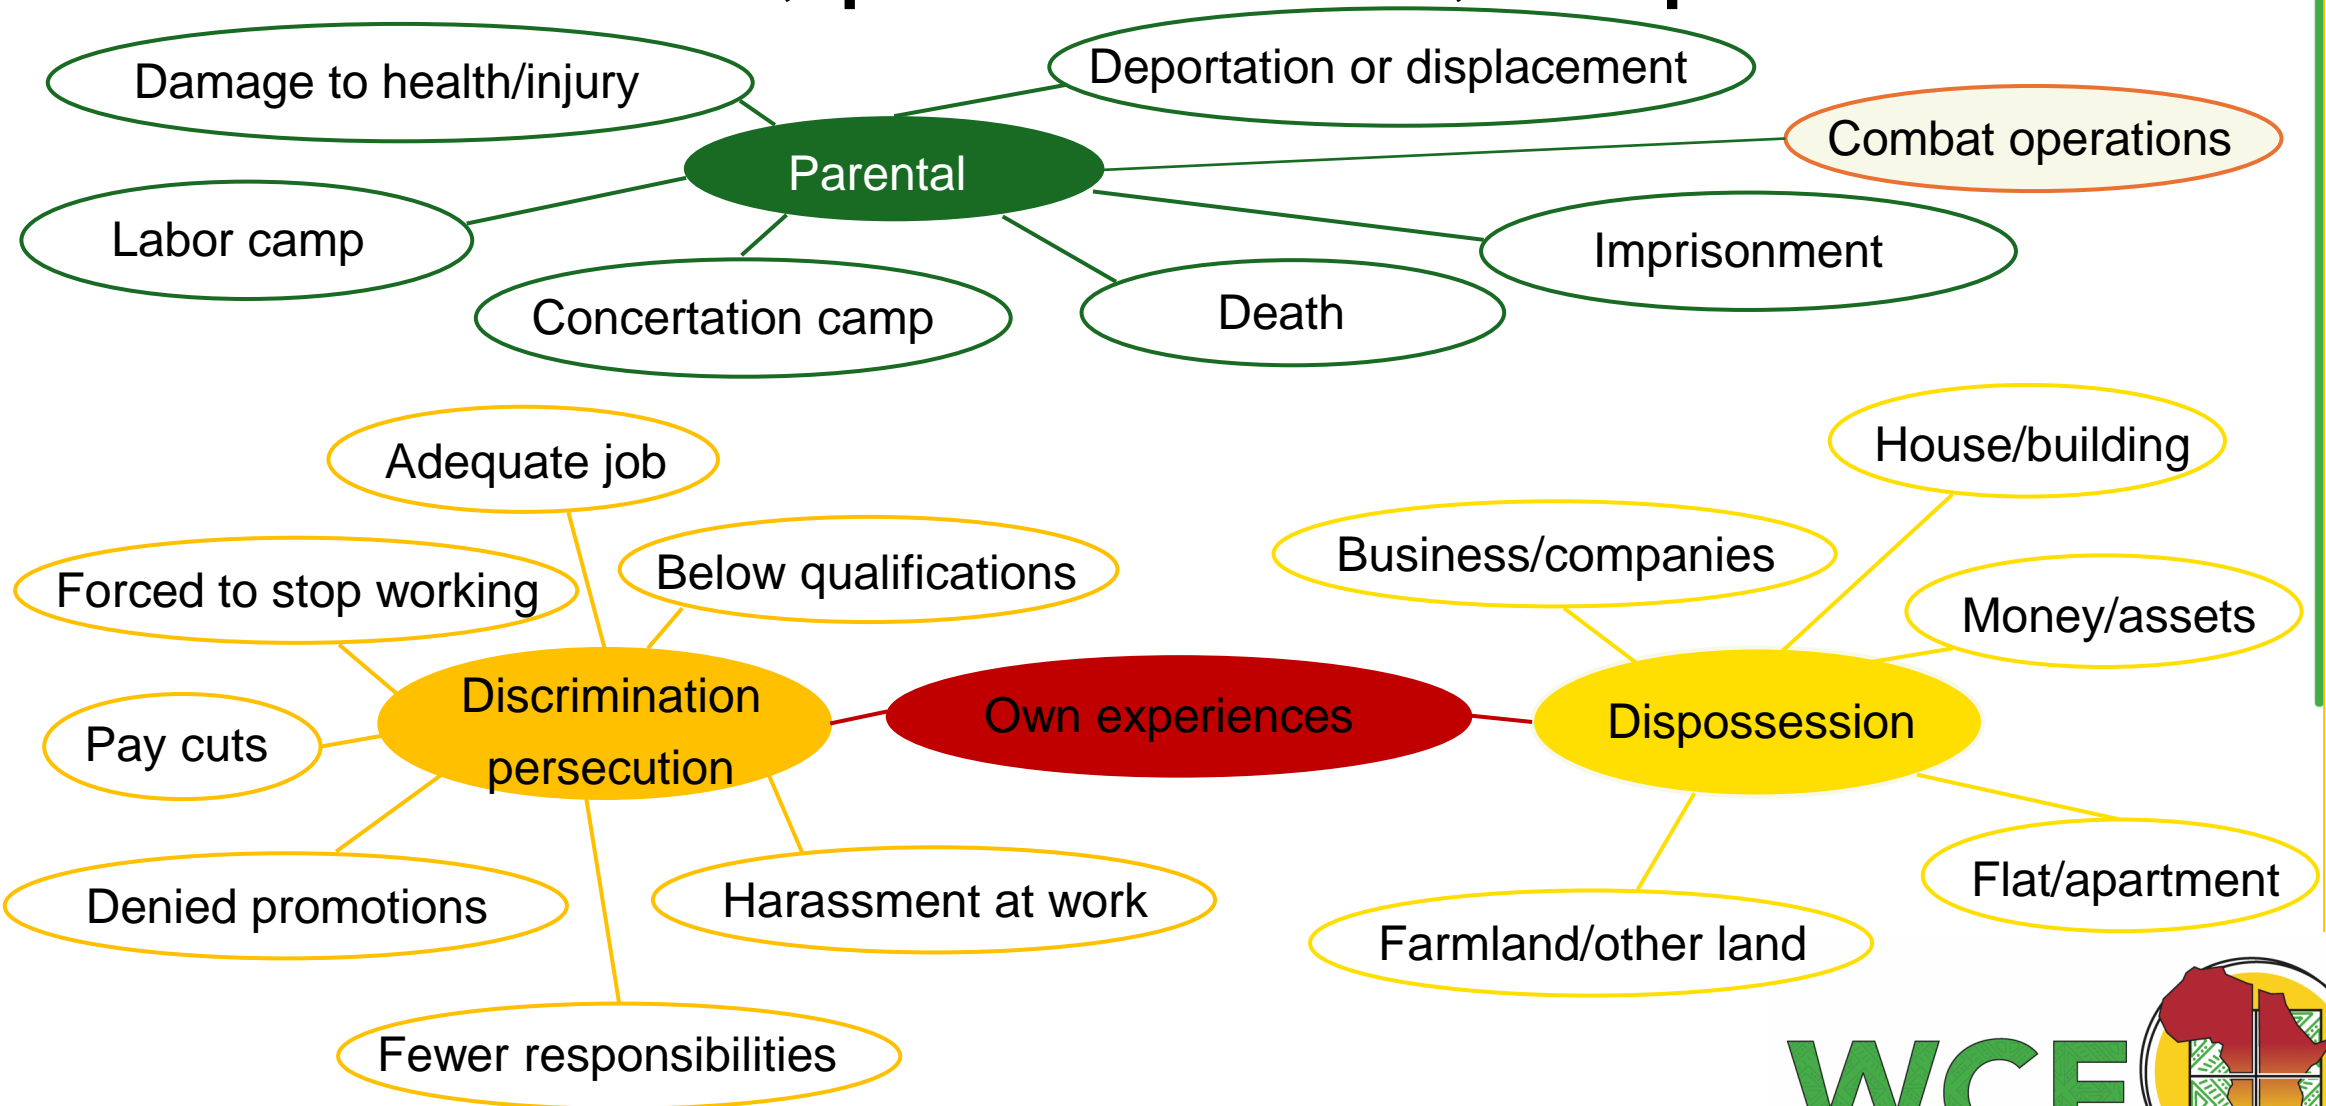 Damage to health/injury
Deportation or displacement
Combat operations
Parental
Labor camp
Imprisonment
Concertation camp
Death
Adequate job
House/building
Forced to stop working
Below qualifications
Business/companies
Money/assets
Discrimination
persecution
Own experiences
Dispossession
Pay cuts
Denied promotions
Harassment at work
Flat/apartment
Farmland/other land
Fewer responsibilities
WCE